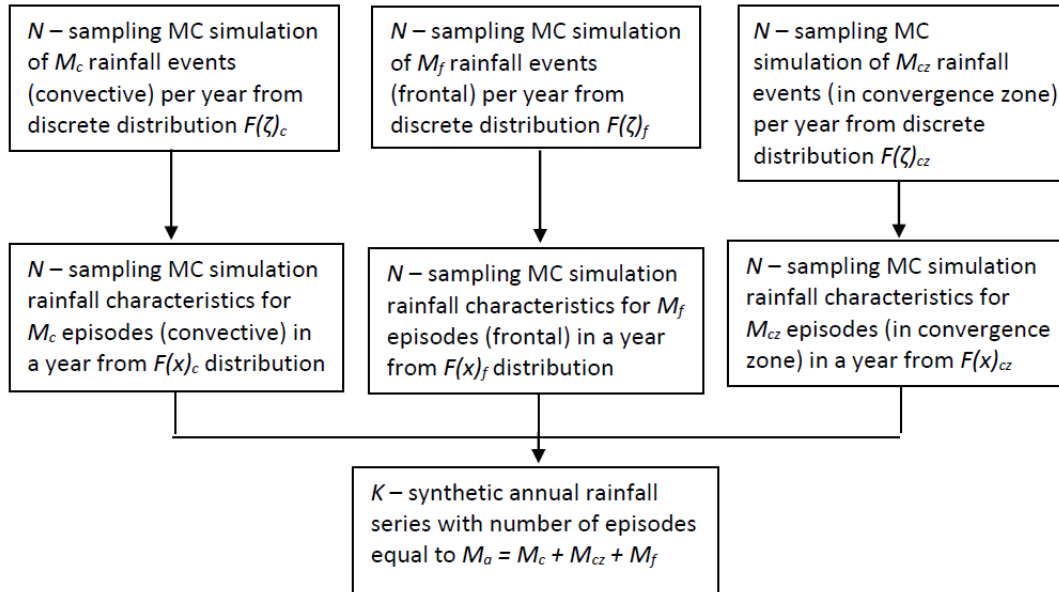 N – sampling MC simulation
of Mc rainfall events
(convective) per year from
discrete distribution F(ζ)c
N – sampling MC simulation
of Mf rainfall events
(frontal) per year from
discrete distribution F(ζ)f
N – sampling MC
simulation of Mcz rainfall
events (in convergence zone)
per year from discrete
distribution F(ζ)cz
N – sampling MC simulation
rainfall characteristics for
Mc episodes (convective) in
a year from F(x)c distribution
N – sampling MC simulation
rainfall characteristics for Mf
episodes (frontal) in a year
from F(x)f distribution
N – sampling MC simulation
rainfall characteristics for
Mcz episodes (in convergence
zone) in a year from F(x)cz
K – synthetic annual rainfall
series with number of episodes
equal to Ma = Mc + Mcz + Mf